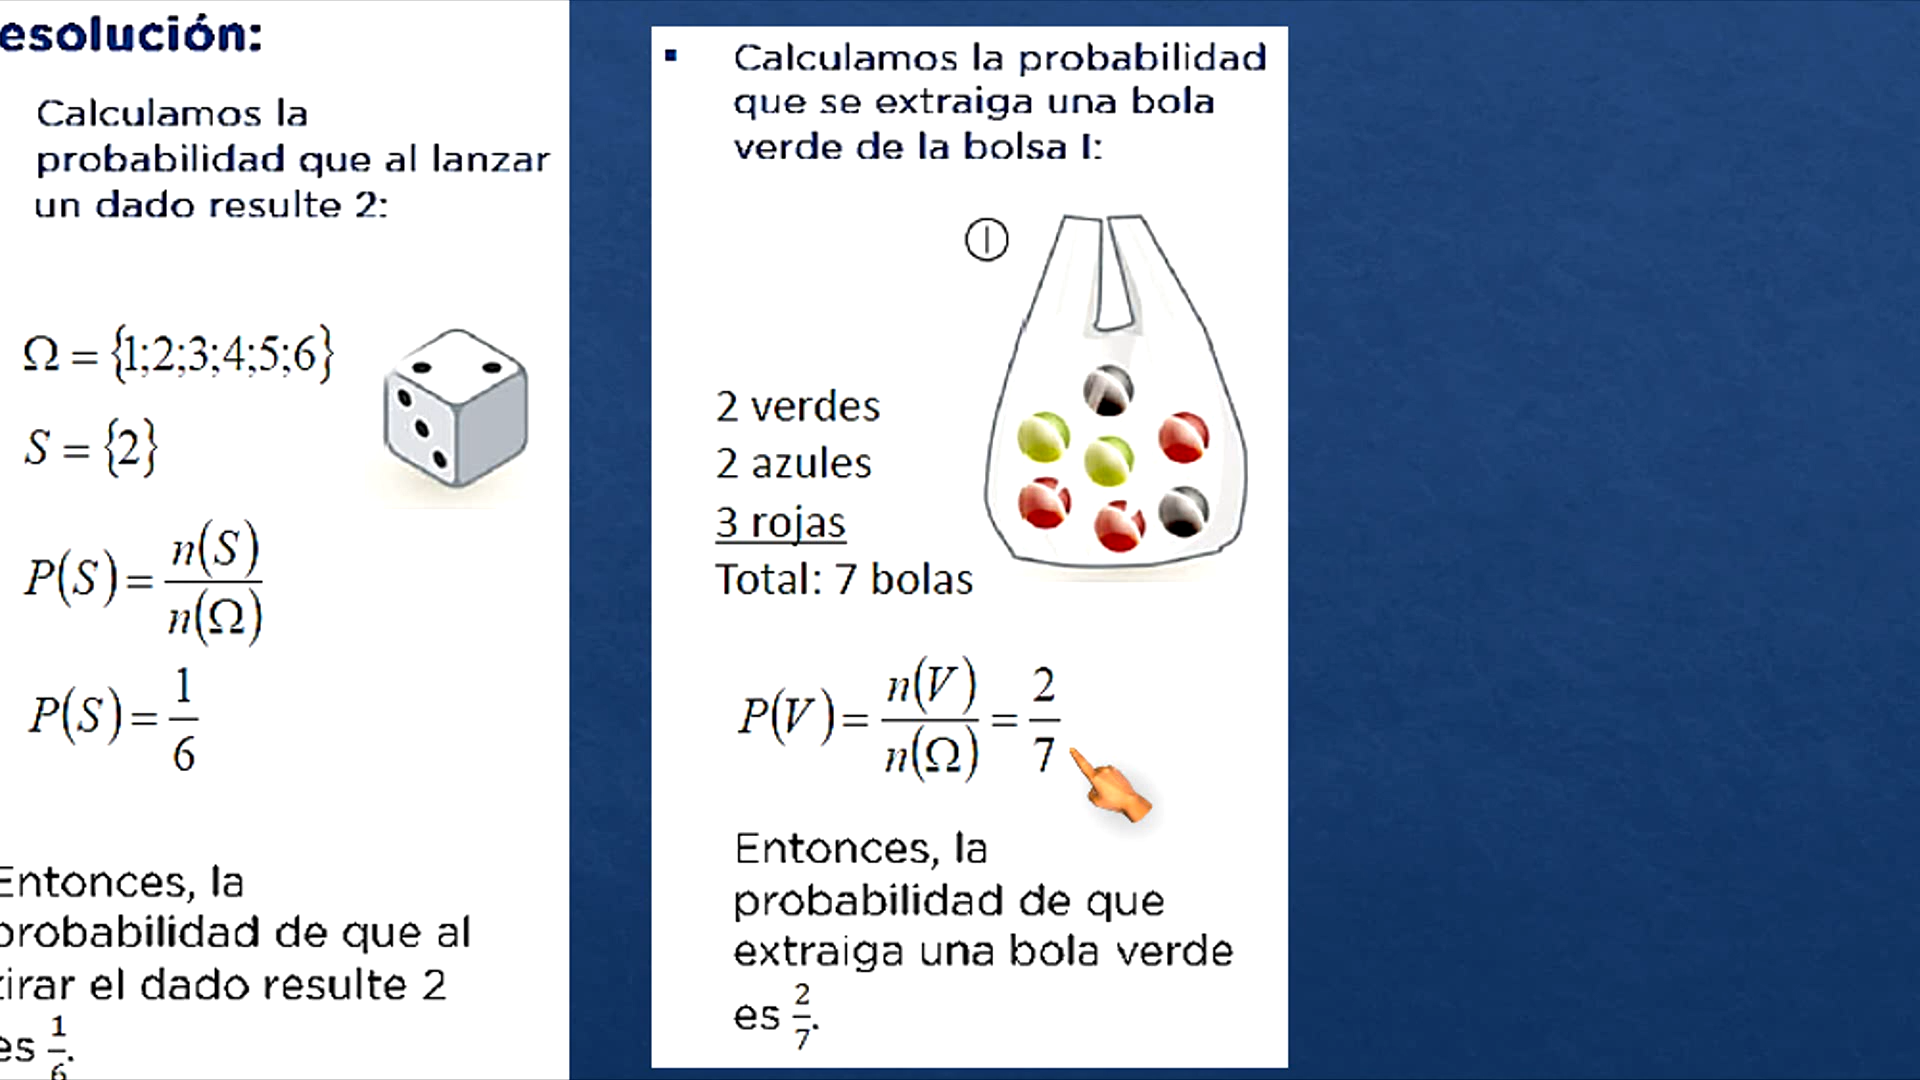 esolución:
Calculamos la
probabilidad que al lanzar
un dado resulte 2:
Ω = {1;2;3;4;5;6}
S = {2}
P(S) = n(S) / n(Ω)
P(S) = 1 / 6
Entonces, la
probabilidad de que al
tirar el dado resulte 2
es 1/6.
▪ Calculamos la probabilidad
que se extraiga una bola
verde de la bolsa I:
I
2 verdes
2 azules
3 rojas
Total: 7 bolas
P(V) = n(V) / n(Ω) = 2 / 7
Entonces, la
probabilidad de que
extraiga una bola verde
es 2/7.